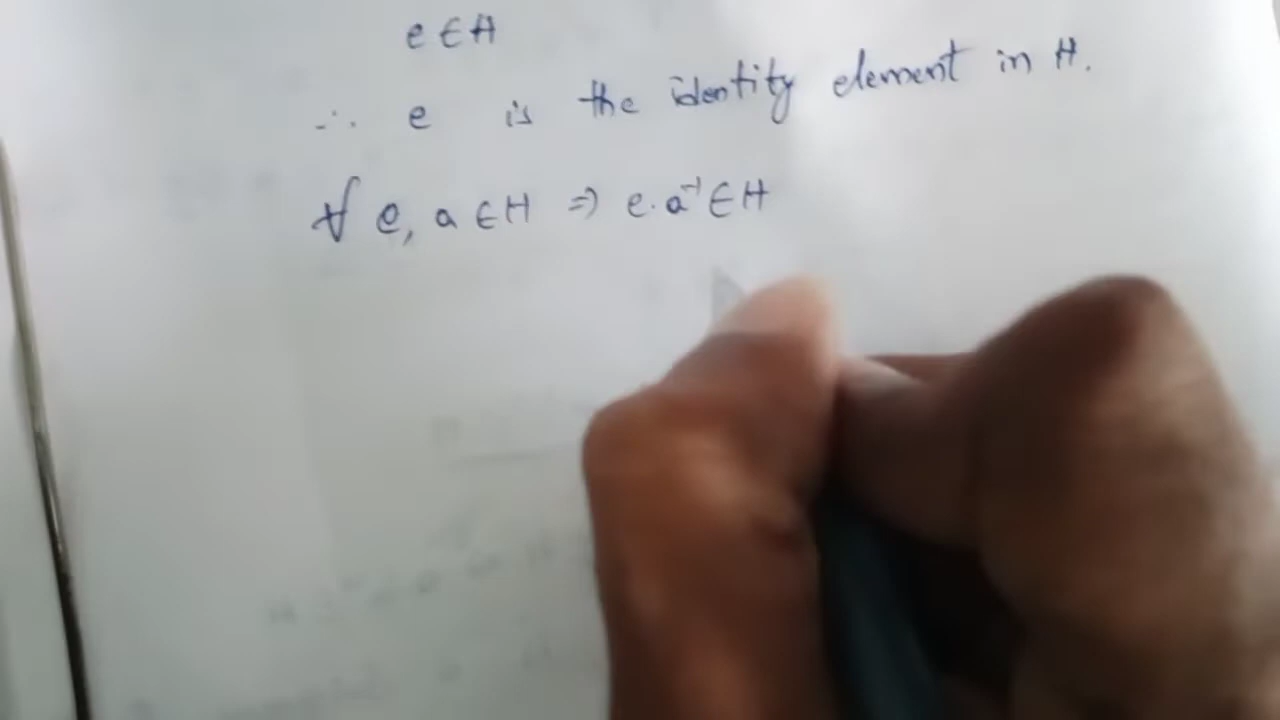 e ∈ H
∴ e is the identity element in H.
∀ e, a ∈ H ⇒ e.a⁻¹ ∈ H